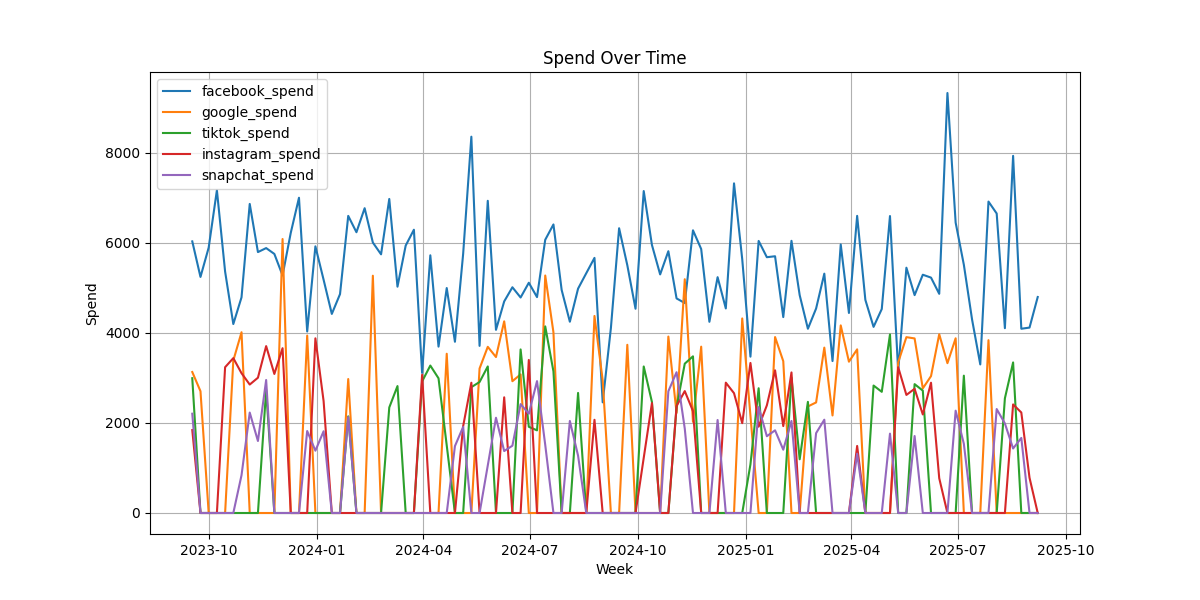 Spend Over Time
facebook_spend
google_spend
tiktok_spend
instagram_spend
snapchat_spend
Spend
8000
6000
4000
2000
0
2023-10 2024-01 2024-04 2024-07 2024-10 2025-01 2025-04 2025-07 2025-10
Week